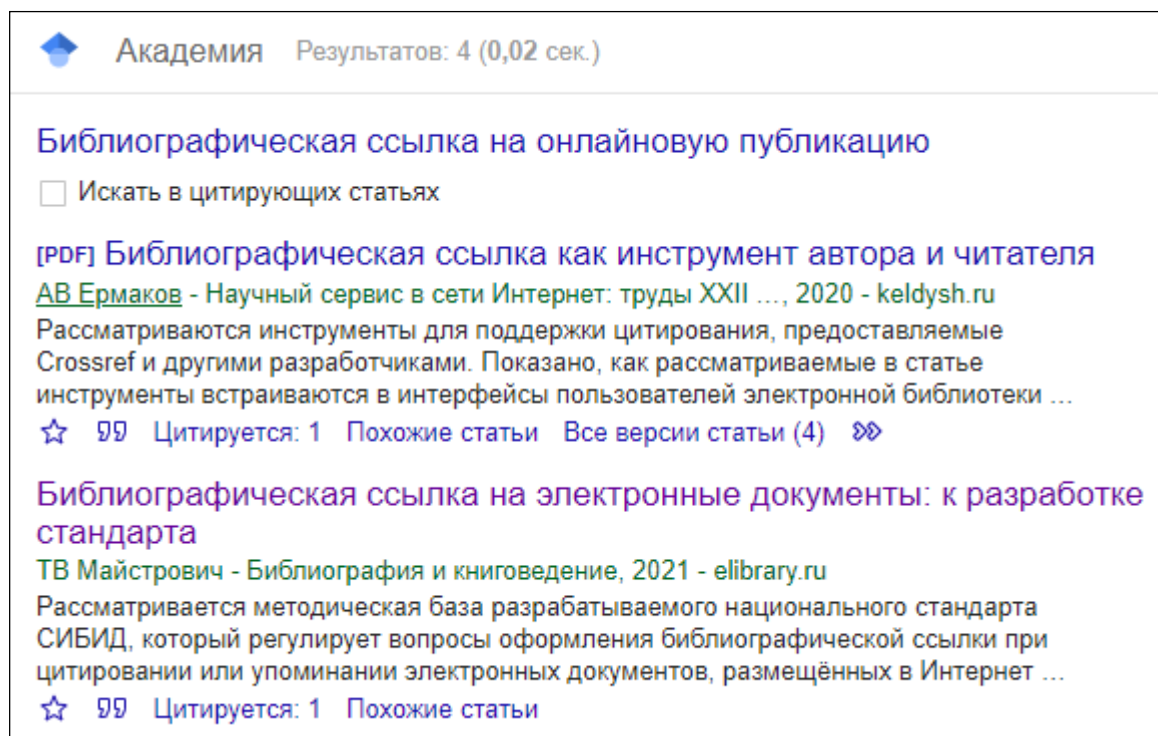 Академия Результатов: 4 (0,02 сек.)
Библиографическая ссылка на онлайновую публикацию
Искать в цитирующих статьях
[PDF] Библиографическая ссылка как инструмент автора и читателя
АВ Ермаков - Научный сервис в сети Интернет: труды XXII …, 2020 - keldysh.ru
Рассматриваются инструменты для поддержки цитирования, предоставляемые
Crossref и другими разработчиками. Показано, как рассматриваемые в статье
инструменты встраиваются в интерфейсы пользователей электронной библиотеки …
Цитируется: 1 Похожие статьи Все версии статьи (4)
Библиографическая ссылка на электронные документы: к разработке
стандарта
ТВ Майстрович - Библиография и книговедение, 2021 - elibrary.ru
Рассматривается методическая база разрабатываемого национального стандарта
СИБИД, который регулирует вопросы оформления библиографической ссылки при
цитировании или упоминании электронных документов, размещённых в Интернет …
Цитируется: 1 Похожие статьи